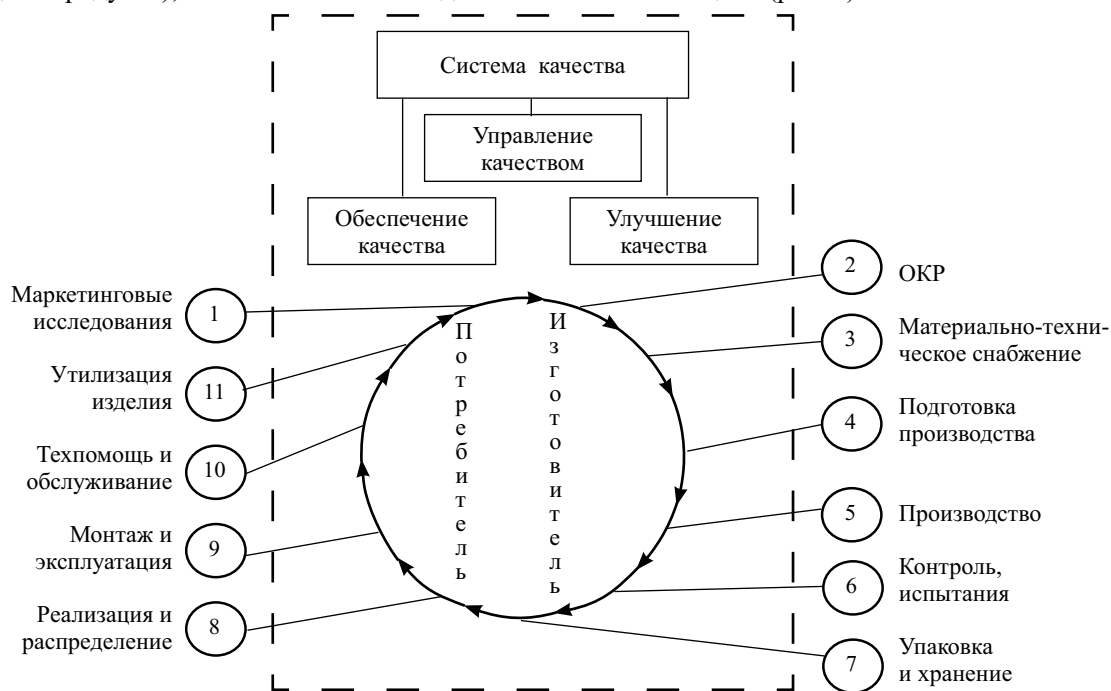 Система качества
Управление
качеством
Обеспечение
качества
Улучшение
качества
Маркетинговые
исследования
1
2
ОКР
3
Материально-техни-
ческое снабжение
Утилизация
изделия
11
4
Подготовка
производства
Техпомощь и
обслуживание
10
5
Производство
Монтаж и
эксплуатация
9
6
Контроль,
испытания
Реализация и
распределение
8
7
Упаковка
и хранение
Потребитель
Изготовитель